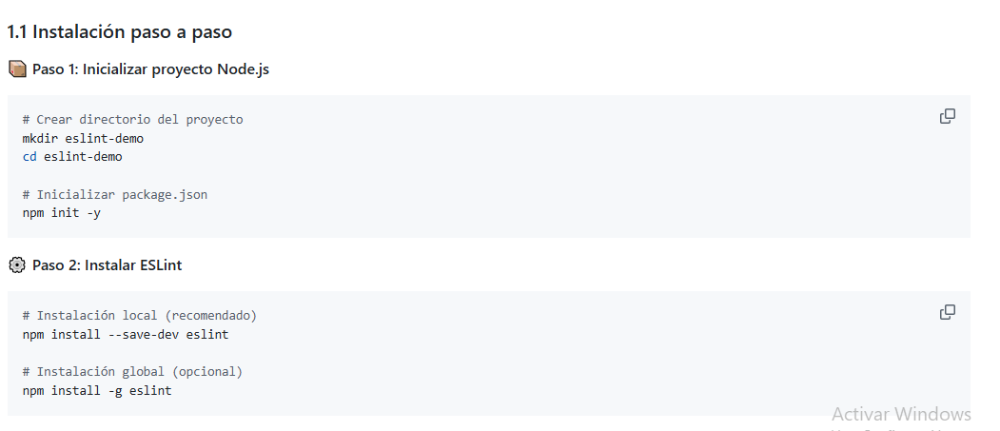 1.1 Instalación paso a paso
Paso 1: Inicializar proyecto Node.js
# Crear directorio del proyecto
mkdir eslint-demo
cd eslint-demo
# Inicializar package.json
npm init -y
Paso 2: Instalar ESLint
# Instalación local (recomendado)
npm install --save-dev eslint
# Instalación global (opcional)
npm install -g eslint
Activar Windows